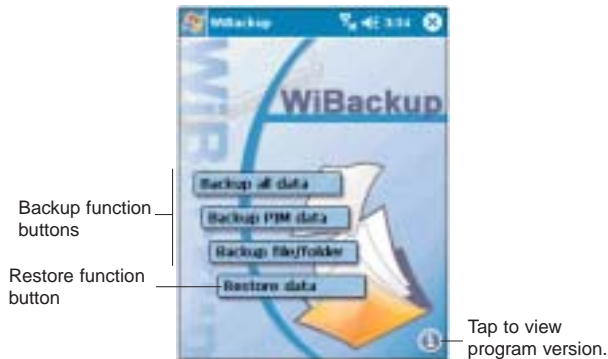 WiBackup 3:34
WiBackup
Backup all data
Backup PIM data
Backup file/folder
Restore data
Backup function
buttons
Restore function
button
Tap to view
program version.